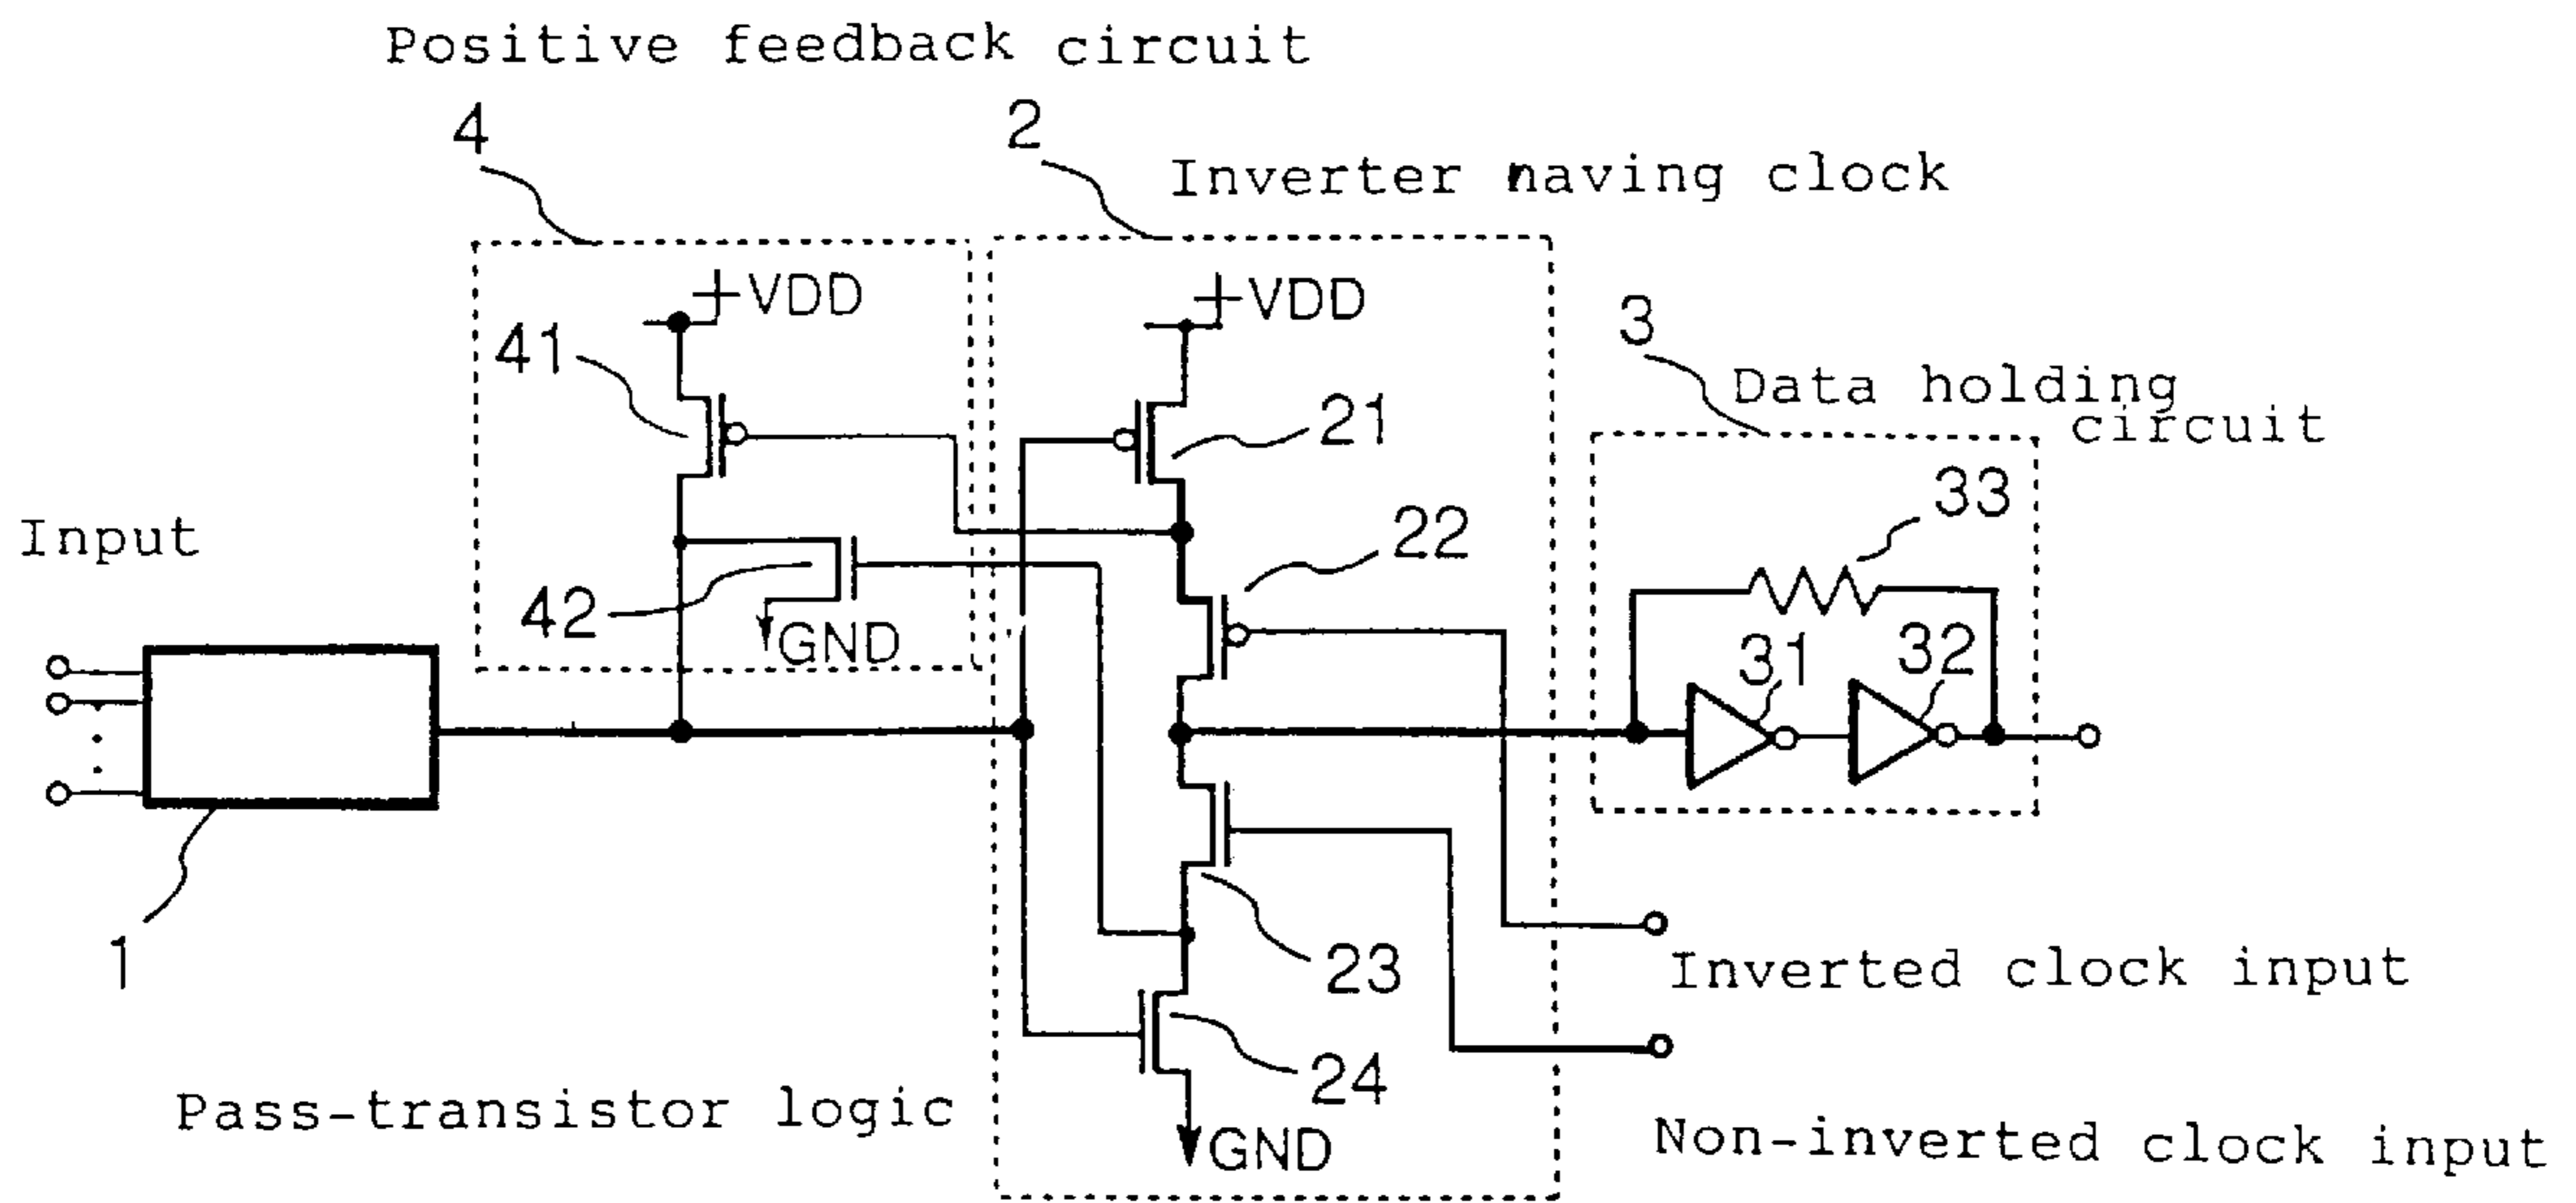 Positive feedback circuit
4
2
Inverter naving clock
+VDD
+VDD
41
21
3
Data holding
circuit
33
22
Input
42
GND
31
32
1
23
Inverted clock input
24
Pass-transistor logic
GND
Non-inverted clock input